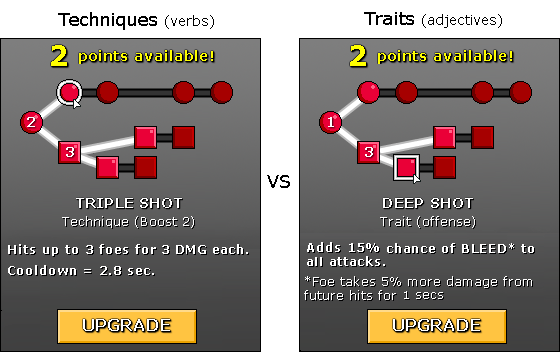 Techniques (verbs)
2 points available!
2
3
TRIPLE SHOT
Technique (Boost 2)
Hits up to 3 foes for 3 DMG each.
Cooldown = 2.8 sec.
UPGRADE
VS
Traits (adjectives)
2 points available!
1
3
DEEP SHOT
Trait (offense)
Adds 15% chance of BLEED* to
all attacks.
*Foe takes 5% more damage from
future hits for 1 secs
UPGRADE